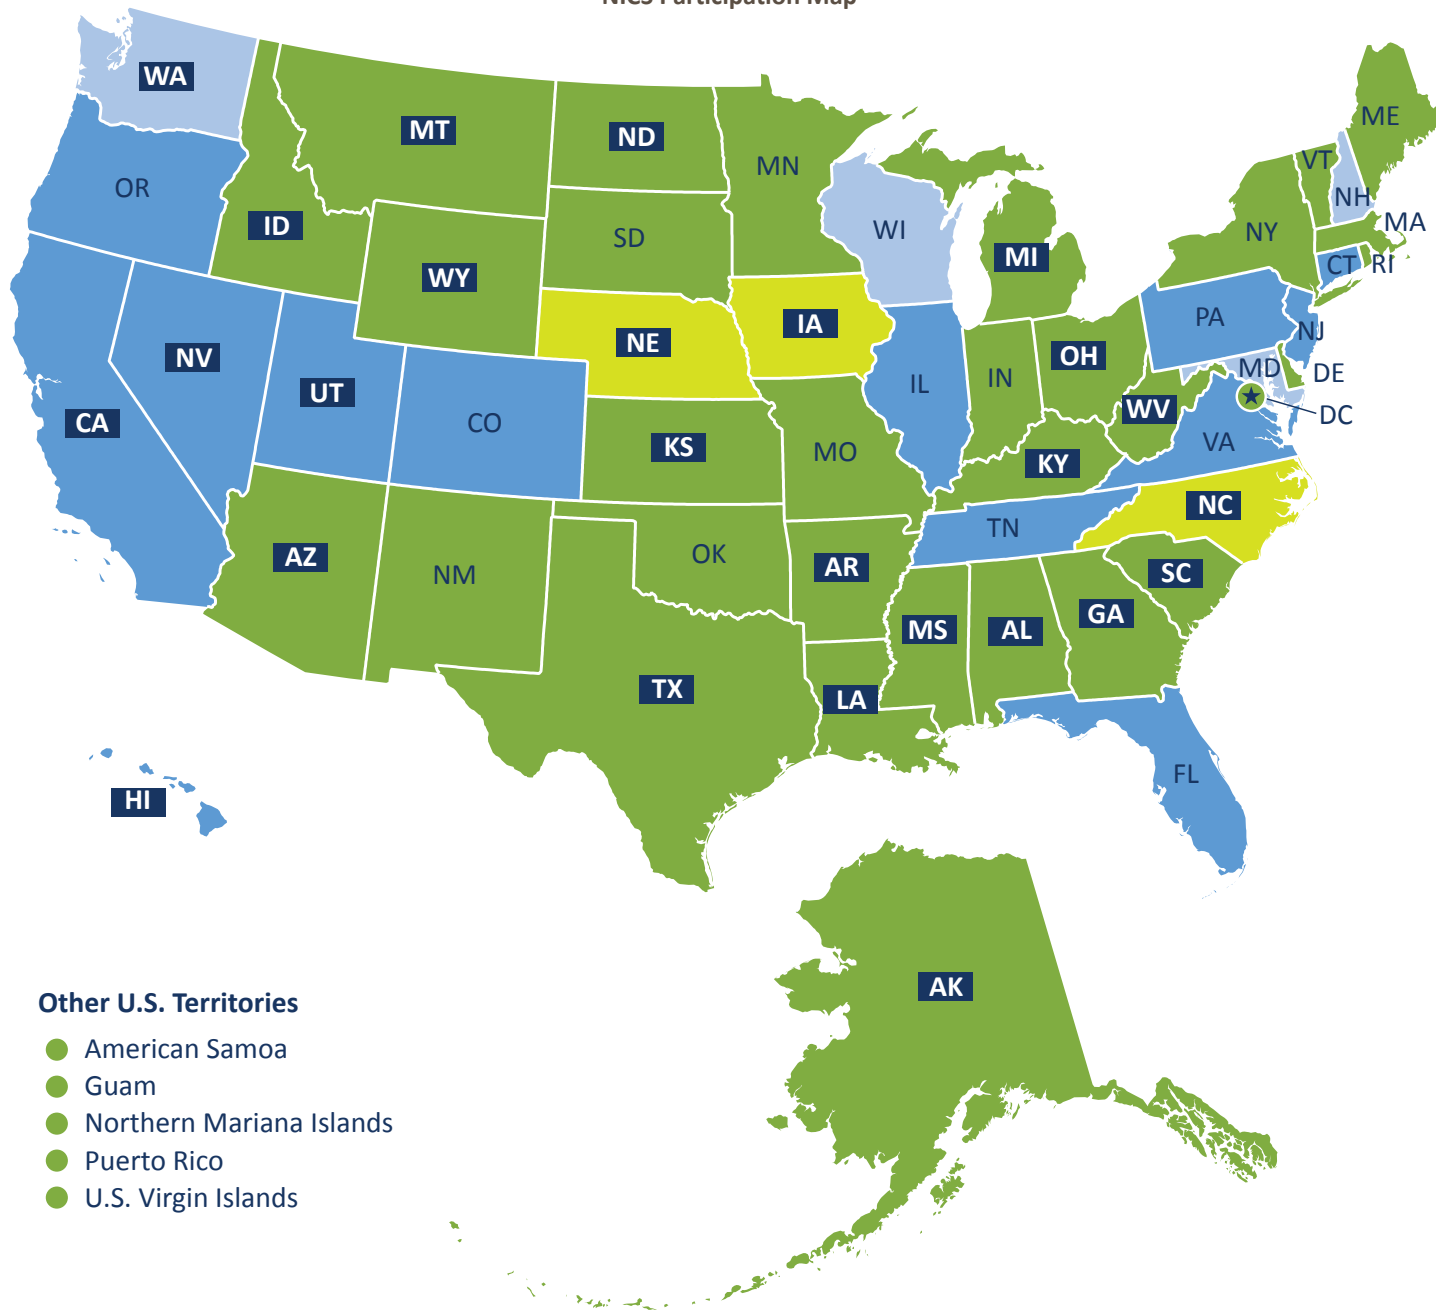 NICS Participation Map
WA
MT
ND
MN
ME
OR
ID
SD
WI
MI
VT
NH
NY
MA
CT
RI
WY
NE
IA
PA
NJ
NV
UT
CO
IL
IN
OH
MD
DE
DC
CA
KS
MO
WV
KY
VA
TN
NC
AZ
NM
OK
AR
SC
MS
AL
GA
TX
LA
FL
HI
AK
Other U.S. Territories
American Samoa
Guam
Northern Mariana Islands
Puerto Rico
U.S. Virgin Islands